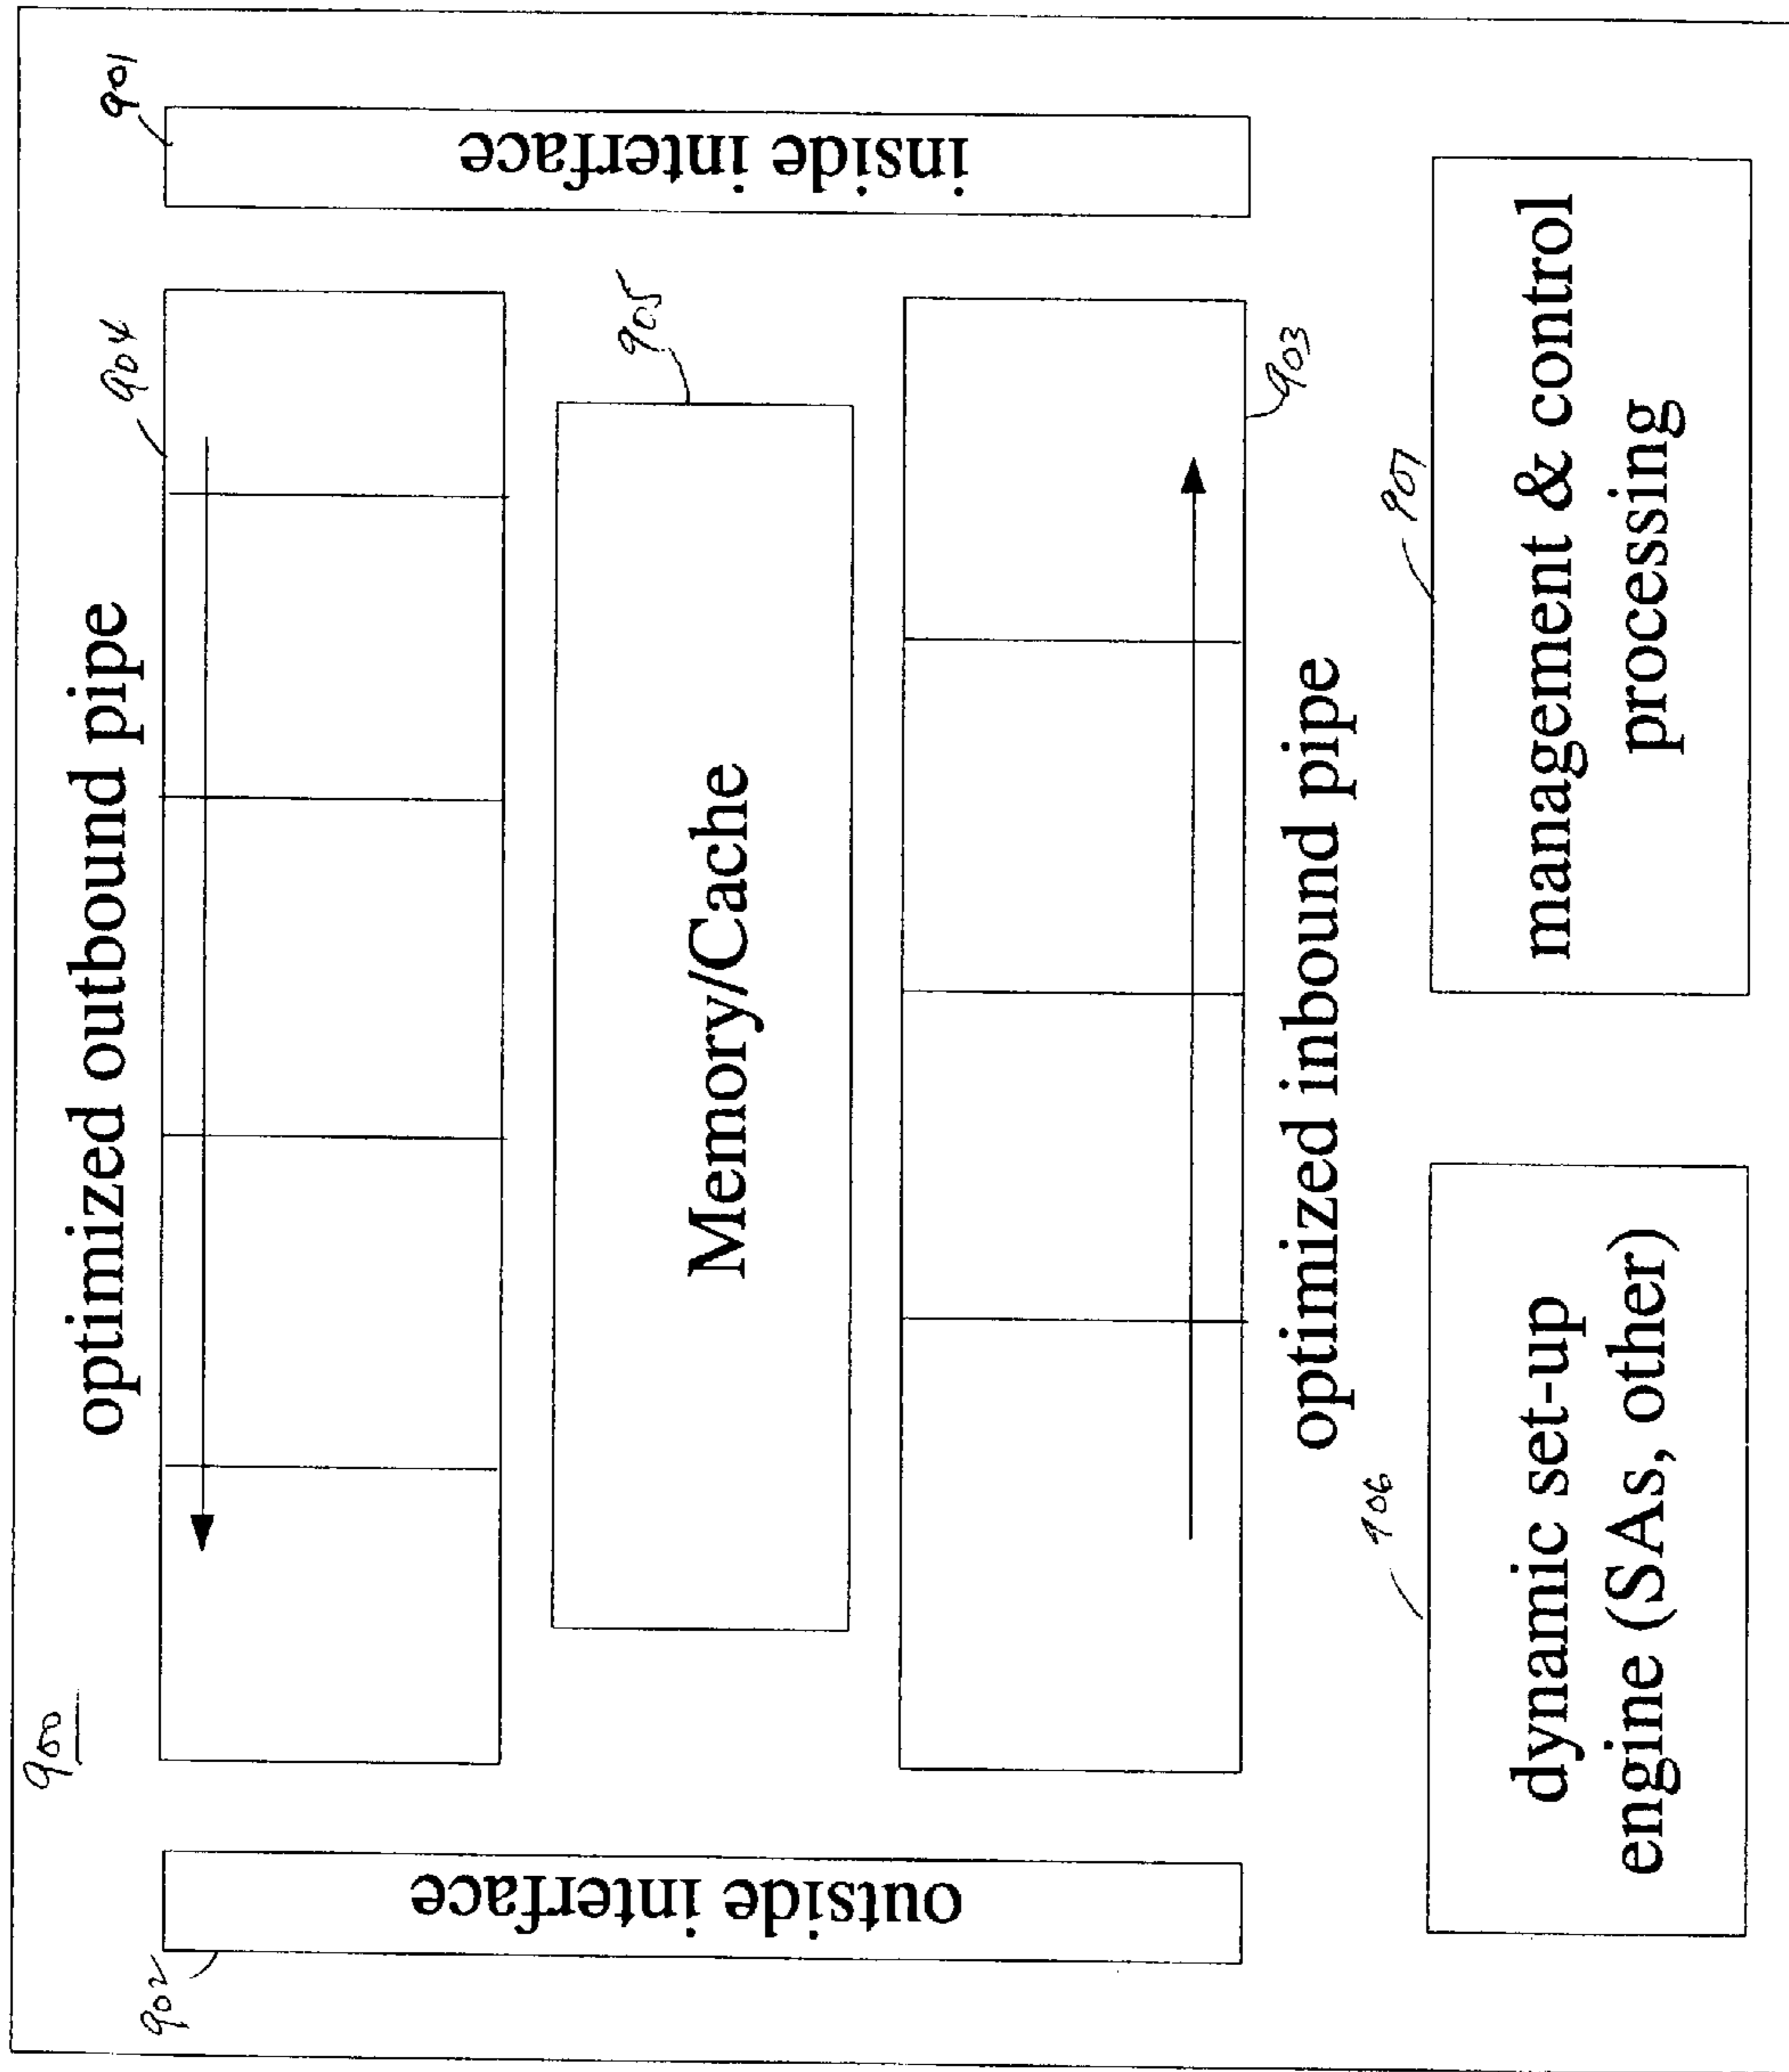 900
optimized outbound pipe
904
901
902
outside interface
inside interface
Memory/Cache
905
903
optimized inbound pipe
906
dynamic set-up
engine (SAs, other)
907
management & control
processing